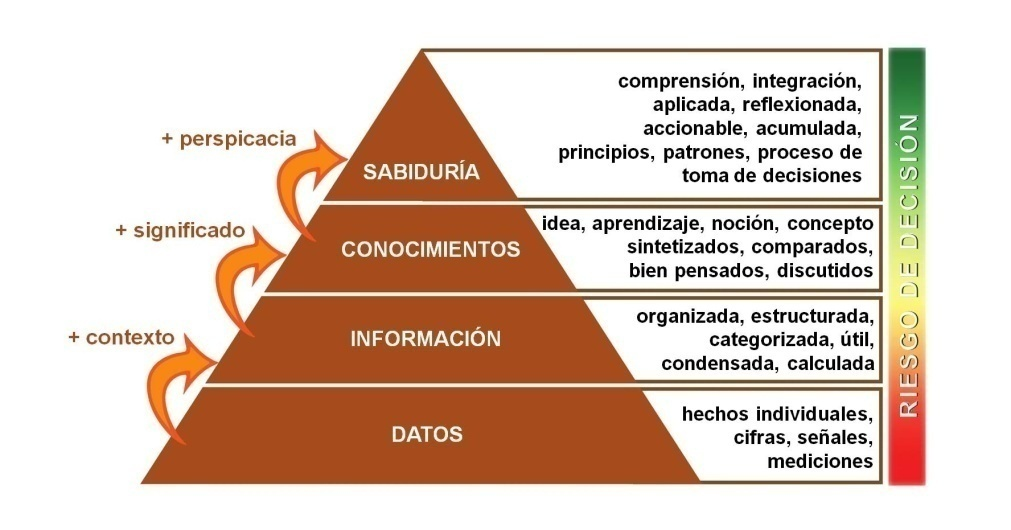 comprensión, integración,
aplicada, reflexionada,
accionable, acumulada,
principios, patrones, proceso de
toma de decisiones
+ perspicacia
SABIDURÍA
idea, aprendizaje, noción, concepto
sintetizados, comparados,
bien pensados, discutidos
+ significado
CONOCIMIENTOS
organizada, estructurada,
categorizada, útil,
condensada, calculada
+ contexto
INFORMACIÓN
hechos individuales,
cifras, señales,
mediciones
DATOS
RIESGO DE DECISIÓN